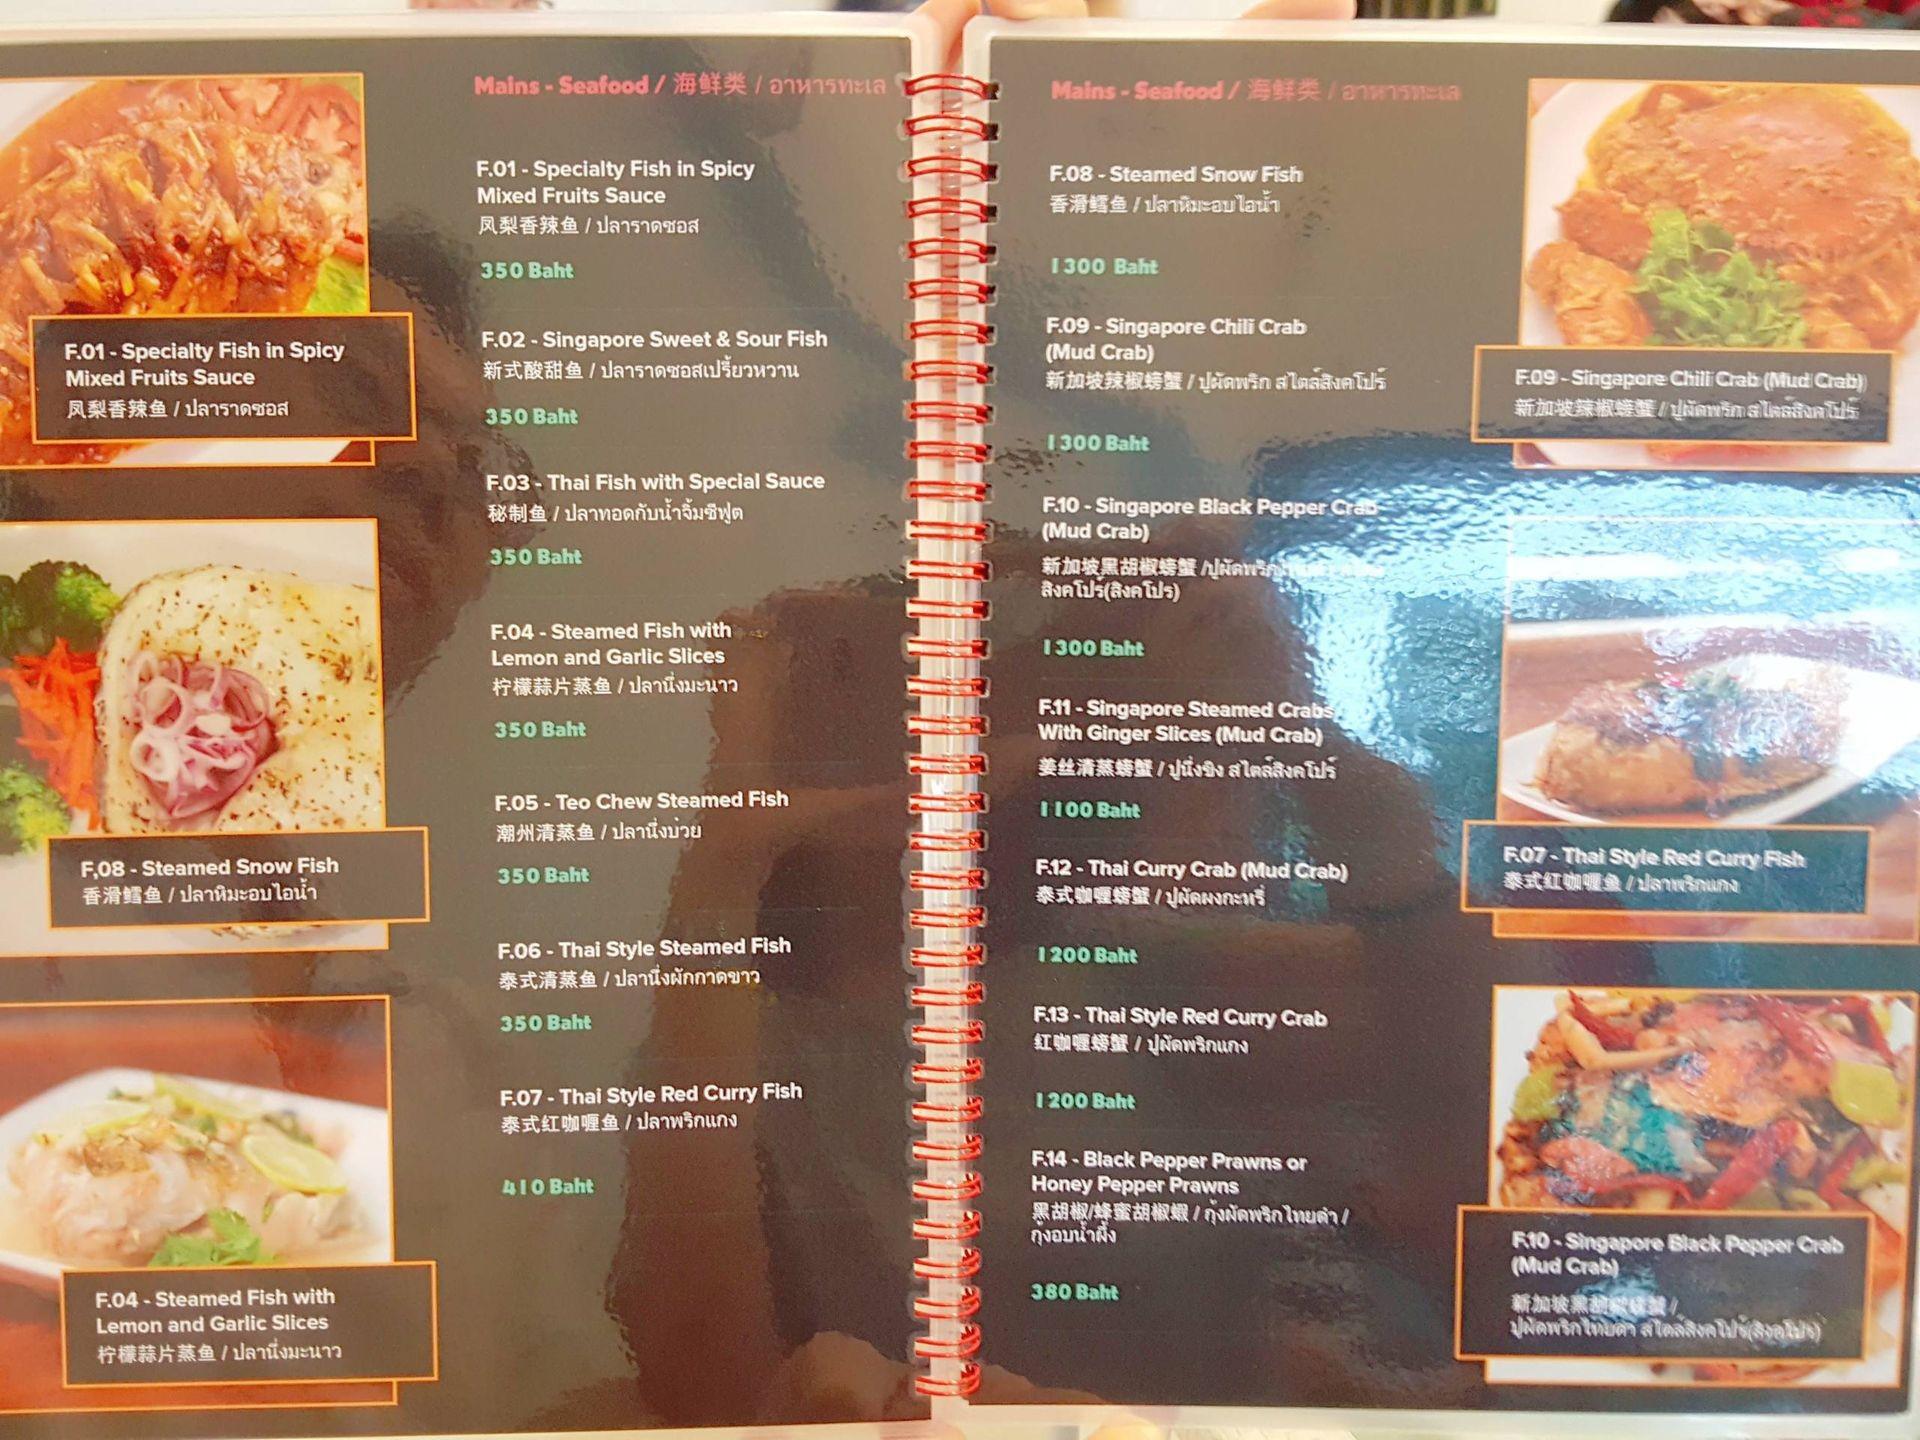 Mains - Seafood / 海鲜类 / อาหารทะเล
F.01 - Specialty Fish in Spicy
Mixed Fruits Sauce
凤梨香辣鱼 / ปลาราดซอส
350 Baht
F.02 - Singapore Sweet & Sour Fish
新式酸甜鱼 / ปลาราดซอสเปรี้ยวหวาน
350 Baht
F.03 - Thai Fish with Special Sauce
秘制鱼 / ปลาทอดกับน้ำจิ้มซีฟูด
350 Baht
F.04 - Steamed Fish with
Lemon and Garlic Slices
柠檬蒜片蒸鱼 / ปลานึ่งมะนาว
350 Baht
F.05 - Teo Chew Steamed Fish
潮州清蒸鱼 / ปลานึ่งบ่วย
350 Baht
F.06 - Thai Style Steamed Fish
泰式清蒸鱼 / ปลานึ่งผักกาดขาว
350 Baht
F.07 - Thai Style Red Curry Fish
泰式红咖喱鱼 / ปลาพริกแกง
410 Baht
F.01 - Specialty Fish in Spicy
Mixed Fruits Sauce
凤梨香辣鱼 / ปลาราดซอส
F,08 - Steamed Snow Fish
香滑鳕鱼 / ปลาหิมะอบไอน้ำ
F.04 - Steamed Fish with
Lemon and Garlic Slices
柠檬蒜片蒸鱼 / ปลานึ่งมะนาว
Mains - Seafood / 海鲜类 / อาหารทะเล
F.08 - Steamed Snow Fish
香滑鳕鱼 / ปลาหิมะอบไอน้ำ
1300 Baht
F.09 - Singapore Chili Crab
(Mud Crab)
新加坡辣椒螃蟹 / ปูผัดพริก สไตล์สิงคโปร์
1300 Baht
F.10 - Singapore Black Pepper Crab
(Mud Crab)
新加坡黑胡椒螃蟹 /ปูผัดพริกไทยดำ
สิงคโปร์(สิงคโปร)
1300 Baht
F.11 - Singapore Steamed Crabs
With Ginger Slices (Mud Crab)
姜丝清蒸螃蟹 / ปูนึ่งขิง สไตล์สิงคโปร์
1100 Baht
F.12 - Thai Curry Crab (Mud Crab)
泰式咖喱螃蟹 / ปูผัดผงกะหรี่
1200 Baht
F.13 - Thai Style Red Curry Crab
红咖喱螃蟹 / ปูผัดพริกแกง
1200 Baht
F.14 - Black Pepper Prawns or
Honey Pepper Prawns
黑胡椒/蜂蜜胡椒蝦 / กุ้งผัดพริกไทยดำ /
กุ้งอบน้ำผึ้ง
380 Baht
F.09 - Singapore Chili Crab (Mud Crab)
新加坡辣椒螃蟹 / ปูผัดพริก สไตล์สิงคโปร์
F.07 - Thai Style Red Curry Fish
泰式红咖喱鱼 / ปลาพริกแกง
F.10 - Singapore Black Pepper Crab
(Mud Crab)
新加坡黑胡椒螃蟹 /
ปูผัดพริกไทยดำ สไตล์สิงคโปร์(สิงคโปร)